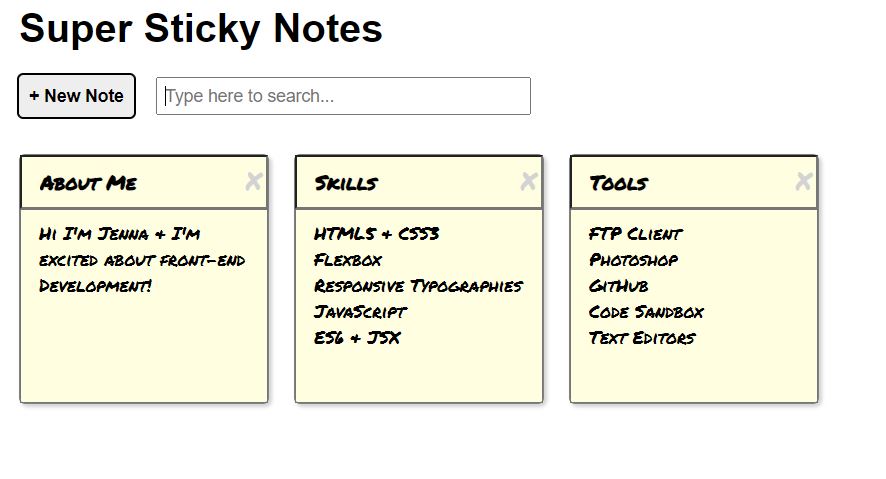 Super Sticky Notes
+ New Note
Type here to search...
About Me
Hi I'm Jenna & I'm
excited about front-end
Development!
Skills
HTML5 & CSS3
Flexbox
Responsive Typographies
JavaScript
ES6 & JSX
Tools
FTP Client
Photoshop
GitHub
Code Sandbox
Text Editors